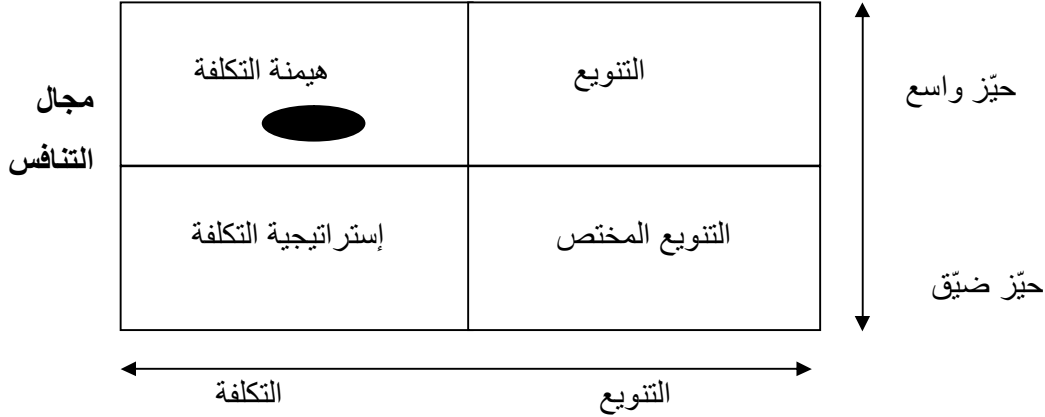 هيمنة التكلفة
التنويع
حيّز واسع
مجال
التنافس
إستراتيجية التكلفة
التنويع المختص
حيّز ضيّق
التكلفة
التنويع